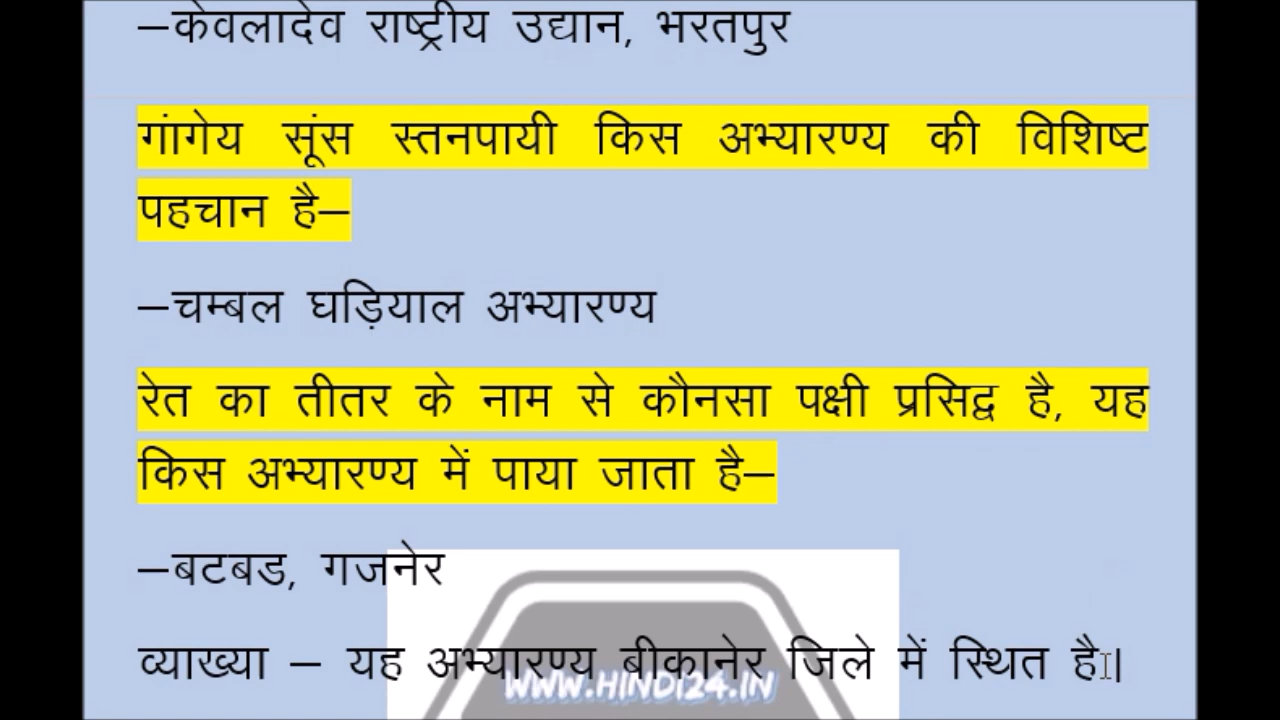 –केवलादेव राष्ट्रीय उद्यान, भरतपुर
गांगेय सूंस स्तनपायी किस अभ्यारण्य की विशिष्ट
पहचान है–
–चम्बल घड़ियाल अभ्यारण्य
रेत का तीतर के नाम से कौनसा पक्षी प्रसिद्व है, यह
किस अभ्यारण्य में पाया जाता है–
–बटबड, गजनेर
व्याख्या – यह अभ्यारण्य बीकानेर जिले में स्थित है।
WWW.HINDI24.IN